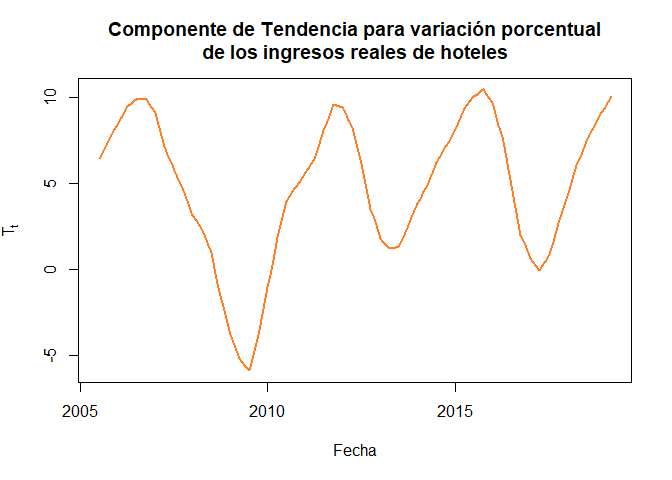 Componente de Tendencia para variación porcentual
de los ingresos reales de hoteles
Tt
10
5
0
-5
2005 2010 2015
Fecha